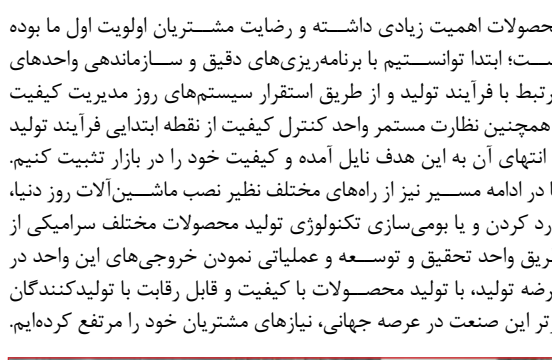 محصولات اهمیت زیادی داشته و رضایت مشتریان اولویت اول ما بوده
است؛ ابتدا توانستیم با برنامه‌ریزی‌های دقیق و سازماندهی واحدهای
مرتبط با فرآیند تولید و از طریق استقرار سیستم‌های روز مدیریت کیفیت
همچنین نظارت مستمر واحد کنترل کیفیت از نقطه ابتدایی فرآیند تولید
انتهای آن به این هدف نایل آمده و کیفیت خود را در بازار تثبیت کنیم.
در ادامه مسیر نیز از راه‌های مختلف نظیر نصب ماشین‌آلات روز دنیا،
کردن و یا بومی‌سازی تکنولوژی تولید محصولات مختلف سرامیکی از
طریق واحد تحقیق و توسعه و عملیاتی نمودن خروجی‌های این واحد در
عرضه تولید، با تولید محصولات با کیفیت و قابل رقابت با تولیدکنندگان
این صنعت در عرصه جهانی، نیازهای مشتریان خود را مرتفع کرده‌ایم.